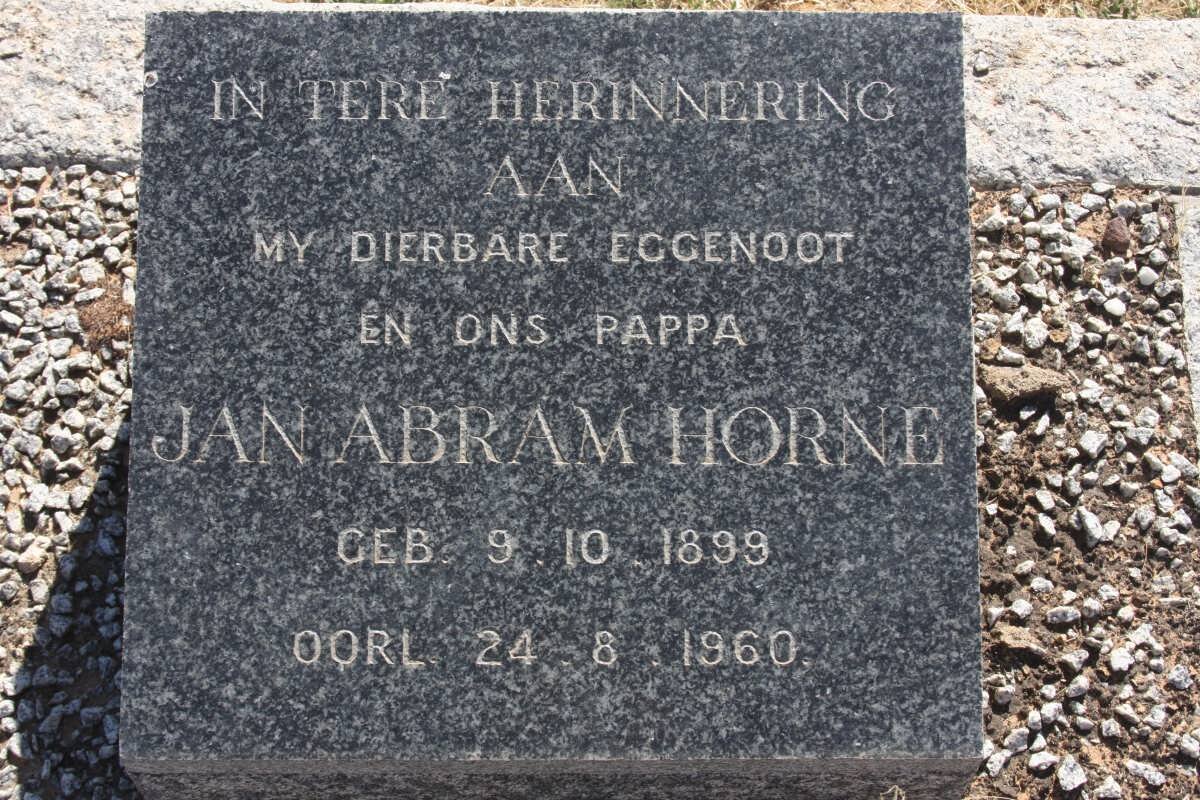 IN TERE HERINNERING
AAN
MY DIERBARE EGGENOOT
EN ONS PAPPA
JAN ABRAM HORNE
GEB. 9.10.1899
OORL. 24.8.1960.